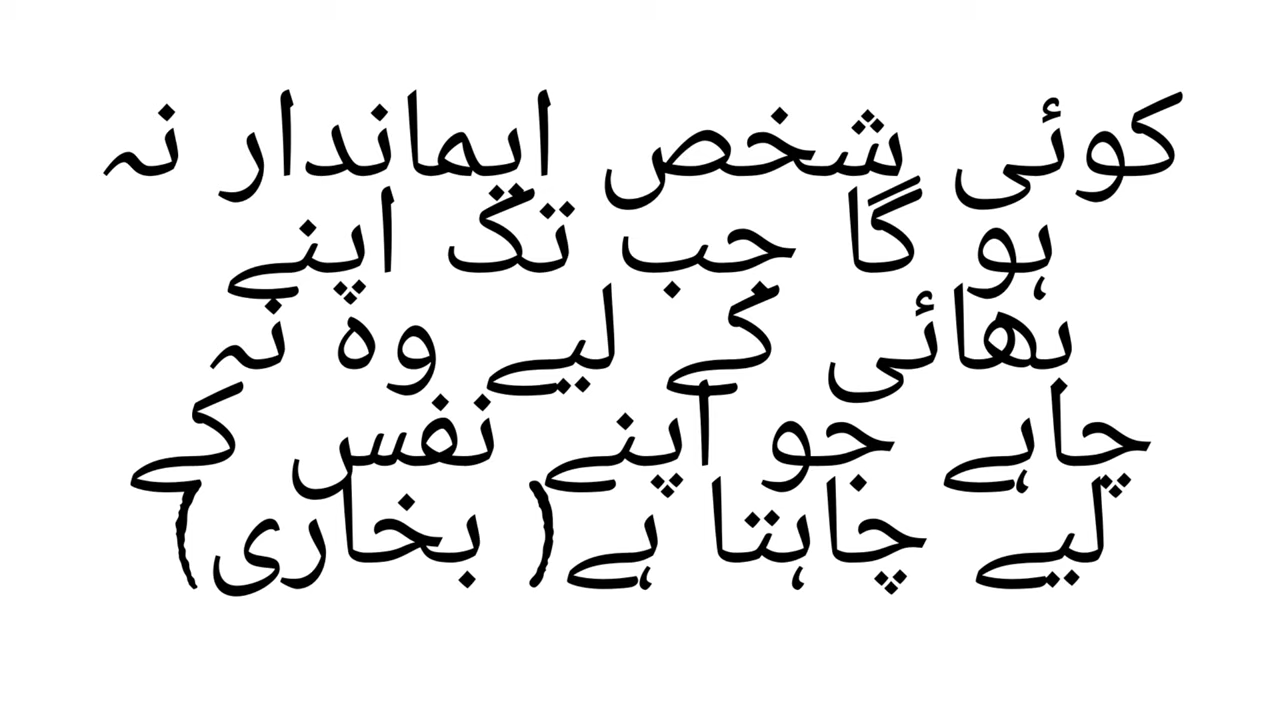 کوئی شخص ایماندار نہ
ہو گا جب تک اپنے
بھائی کے لیے وہ نہ
چاہے جو اپنے نفس کے
لیے چاہتا ہے( بخاری)